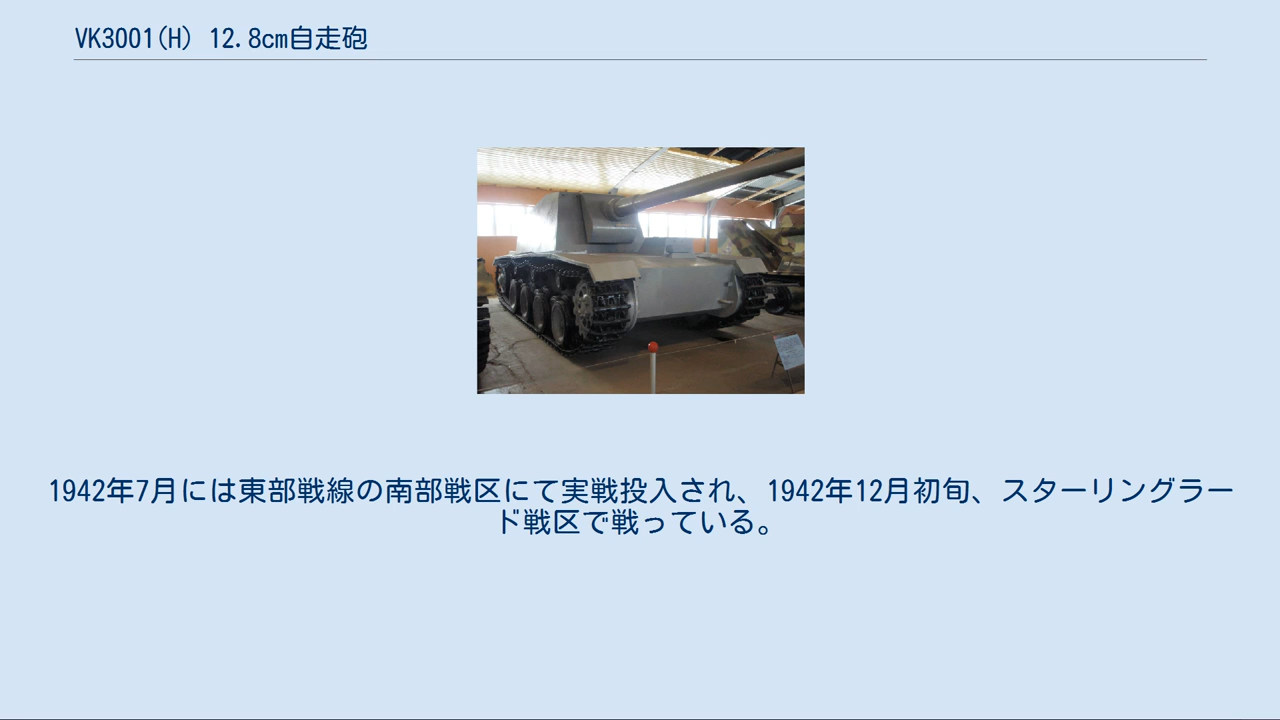 VK3001(H) 12.8cm自走砲
1942年7月には東部戦線の南部戦区にて実戦投入され、1942年12月初旬、スターリングラー
ド戦区で戦っている。